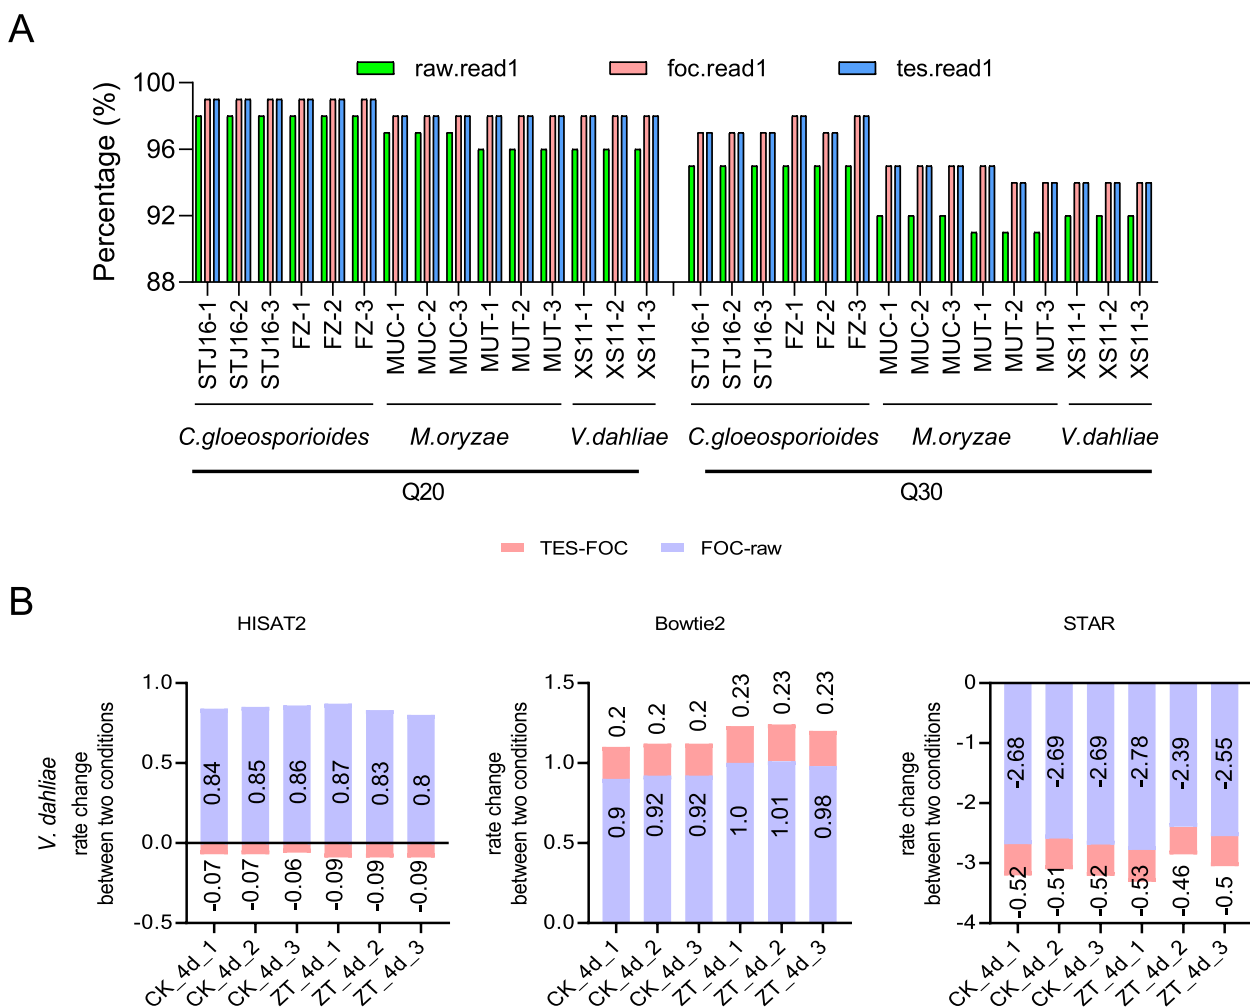 A
raw.read1 foc.read1 tes.read1
Percentage (%)
100
96
92
88
STJ16-1 STJ16-2 STJ16-3 FZ-1 FZ-2 FZ-3 MUC-1 MUC-2 MUC-3 MUT-1 MUT-2 MUT-3 XS11-1 XS11-2 XS11-3 STJ16-1 STJ16-2 STJ16-3 FZ-1 FZ-2 FZ-3 MUC-1 MUC-2 MUC-3 MUT-1 MUT-2 MUT-3 XS11-1 XS11-2 XS11-3
C.gloeosporioides M.oryzae V.dahliae C.gloeosporioides M.oryzae V.dahliae
Q20 Q30
TES-FOC FOC-raw
B
HISAT2
V. dahliae
rate change
between two conditions
1.0
0.5
0.0
-0.5
0.84 0.85 0.86 0.87 0.83 0.8
-0.07 -0.07 -0.06 -0.09 -0.09 -0.09
CK_4d_1 CK_4d_2 CK_4d_3 ZT_4d_1 ZT_4d_2 ZT_4d_3
Bowtie2
rate change
between two conditions
1.5
1.0
0.5
0.0
0.2 0.2 0.2 0.23 0.23 0.23
0.9 0.92 0.92 1.0 1.01 0.98
CK_4d_1 CK_4d_2 CK_4d_3 ZT_4d_1 ZT_4d_2 ZT_4d_3
STAR
rate change
between two conditions
0
-1
-2
-3
-4
-2.68 -2.69 -2.69 -2.78 -2.39 -2.55
-0.52 -0.51 -0.52 -0.53 -0.46 -0.5
CK_4d_1 CK_4d_2 CK_4d_3 ZT_4d_1 ZT_4d_2 ZT_4d_3